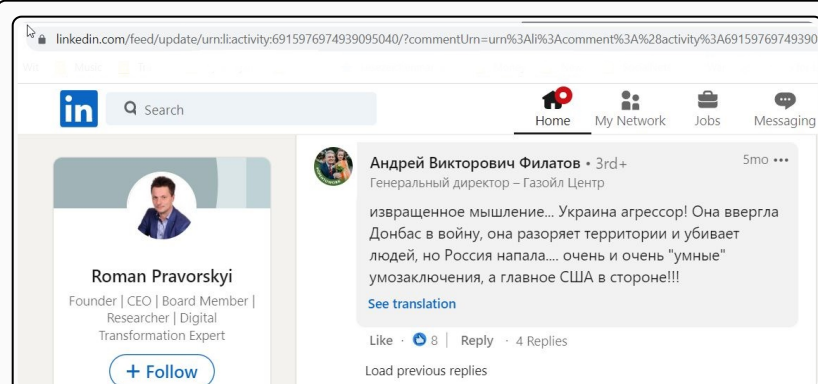 linkedin.com/feed/update/urn:li:activity:6915976974939095040/?commentUrn=urn%3Ali%3Acomment%3A%28activity%3A69159769749390
in
Search
Home
My Network
Jobs
Messaging
Андрей Викторович Филатов • 3rd+
5mo •••
Генеральный директор – Газойл Центр
извращенное мышление... Украина агрессор! Она ввергла
Донбас в войну, она разоряет территории и убивает
людей, но Россия напала.... очень и очень "умные"
умозаключения, а главное США в стороне!!!
See translation
Like · 8 | Reply · 4 Replies
Load previous replies
Roman Pravorskyi
Founder | CEO | Board Member |
Researcher | Digital
Transformation Expert
+ Follow